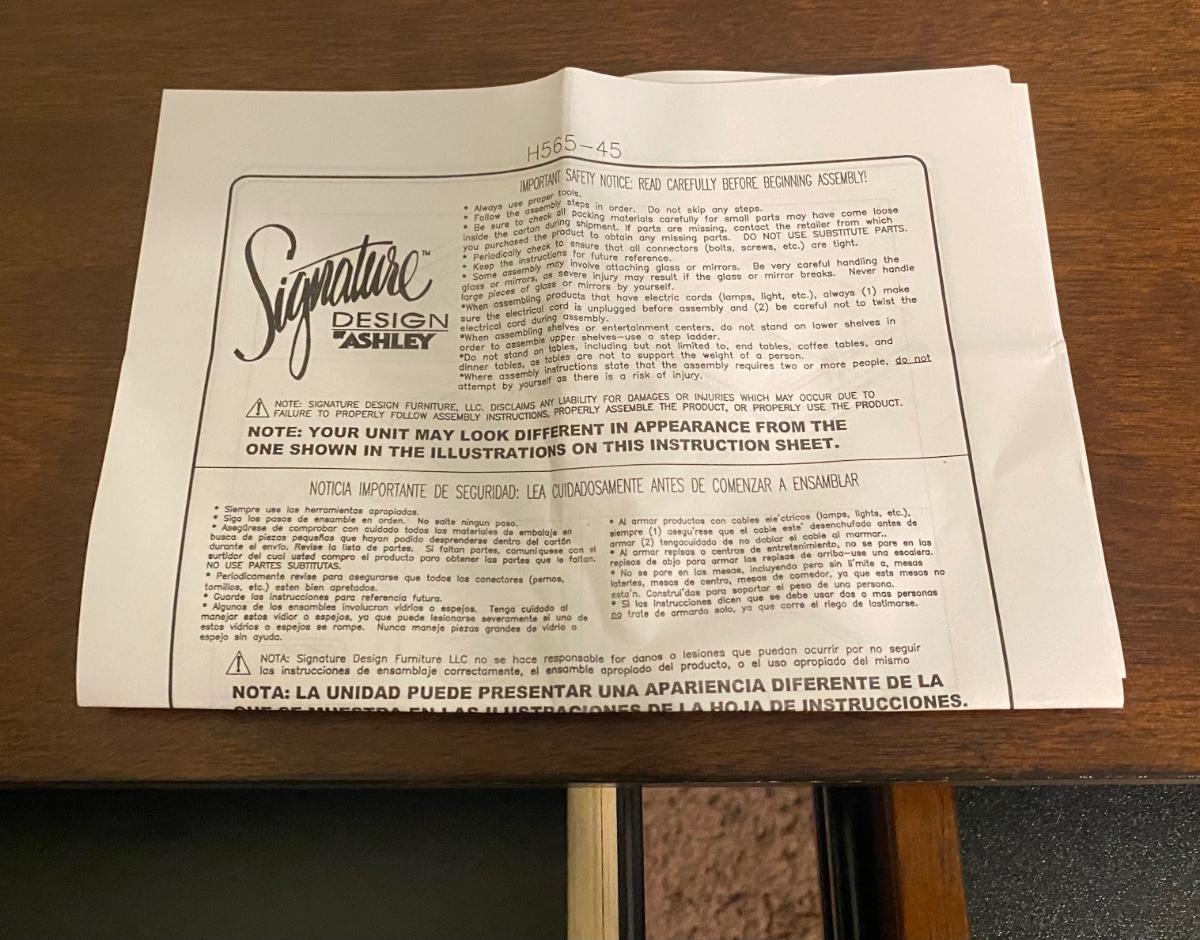 H565-45
IMPORTANT SAFETY NOTICE: READ CAREFULLY BEFORE BEGINNING ASSEMBLY!
Signature™
DESIGN
BY ASHLEY
* Always use proper tools.
* Follow the assembly steps in order. Do not skip any steps.
* Be sure to check all packing materials carefully for small parts may have come loose
inside the carton during shipment. If parts are missing, contact the retailer from which
you purchased the product to obtain any missing parts. DO NOT USE SUBSTITUTE PARTS.
* Periodically check to ensure that all connectors (bolts, screws, etc.) are tight.
* Keep the instructions for future reference.
* Some assembly may involve attaching glass or mirrors. Be very careful handling the
glass or mirrors, as severe injury may result if the glass or mirror breaks. Never handle
large pieces of glass or mirrors by yourself.
*When assembling products that have electric cords (lamps, light, etc.), always (1) make
sure the electrical cord is unplugged before assembly and (2) be careful not to twist the
electrical cord during assembly.
*When assembling shelves or entertainment centers, do not stand on lower shelves in
order to assemble upper shelves-use a step ladder.
*Do not stand on tables, including but not limited to, end tables, coffee tables, and
dinner tables, as tables are not to support the weight of a person.
*Where assembly instructions state that the assembly requires two or more people, do not
attempt by yourself as there is a risk of injury.
NOTE: SIGNATURE DESIGN FURNITURE, LLC. DISCLAIMS ANY LIABILITY FOR DAMAGES OR INJURIES WHICH MAY OCCUR DUE TO
FAILURE TO PROPERLY FOLLOW ASSEMBLY INSTRUCTIONS, PROPERLY ASSEMBLE THE PRODUCT, OR PROPERLY USE THE PRODUCT.
NOTE: YOUR UNIT MAY LOOK DIFFERENT IN APPEARANCE FROM THE
ONE SHOWN IN THE ILLUSTRATIONS ON THIS INSTRUCTION SHEET.
NOTICIA IMPORTANTE DE SEGURIDAD: LEA CUIDADOSAMENTE ANTES DE COMENZAR A ENSAMBLAR
* Siempre use las herramientas apropiadas.
* Siga los pasos de ensamble en orden. No salte ningun paso.
* Asegúrese de comprobar con cuidado todos los materiales de embalaje en
busca de piezas pequeñas que hayan podido desprenderse dentro del cartón
durante el envío. Revise la lista de partes. Si faltan partes, comuníquese con el
surtidor del cual usted compro el producto para obtener las partes que le faltan.
NO USE PARTES SUBTITUTAS.
* Periodicamente revise para asegurarse que todos los conectores (pernos,
tornillos, etc.) esten bien apretados.
* Guarde las instrucciones para referencia futura.
* Algunos de los ensambles involucran vidrios o espejos. Tenga cuidado al
manejar estos vidior o espejos, ya que puede lesionarse severamente si uno de
estos vidrios o espejos se rompe. Nunca maneje piezas grandes de vidrio o
espejo sin ayuda.
* Al armar productos con cables ele'ctricos (lamps, lights, etc.),
siempre (1) asegu'rese que el cable este' desenchufado antes de
armar (2) tengacuidado de no doblar el cable al marmar..
* Al armar repisas o centros de entretenimiento, no se pare en las
repisas de abjo para armar las repisas de arriba-use una escalera.
* No se pare en las mesas, incluyendo pero sin li'mite a, mesas
laterles, mesas de centro, mesas de comedor, ya que esta mesas no
esta'n. Construi'das para soportar el peso de una persona.
* Si las instrucciones dicen que se debe usar dos o mas personas
no trate de armardo solo, ya que corre el riego de lastimarse.
NOTA: Signature Design Furniture LLC no se hace responsable for danos o lesiones que puedan ocurrir por no seguir
las instrucciones de ensamblaje correctamente, el ensamble apropiado del producto, o el uso apropiado del mismo
NOTA: LA UNIDAD PUEDE PRESENTAR UNA APARIENCIA DIFERENTE DE LA
QUE SE MUESTRA EN LAS ILUSTRACIONES DE LA HOJA DE INSTRUCCIONES.